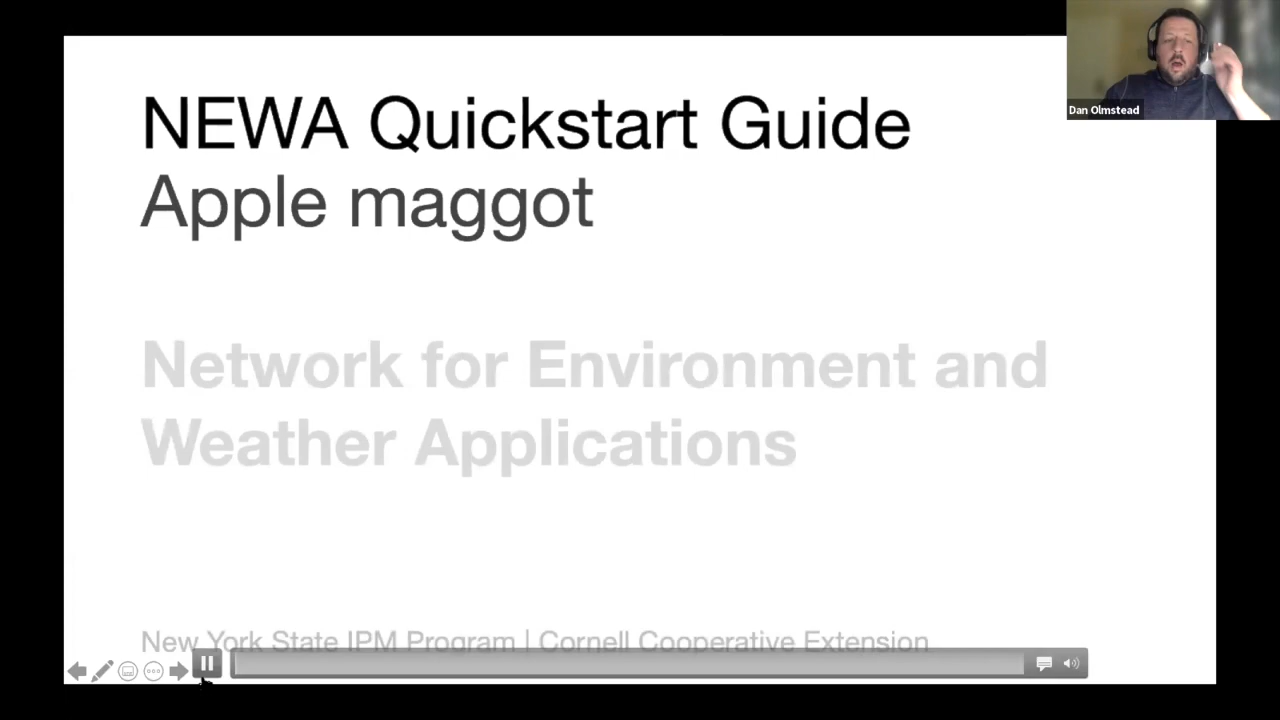 NEWA Quickstart Guide
Apple maggot
Network for Environment and
Weather Applications
New York State IPM Program | Cornell Cooperative Extension
Dan Olmstead